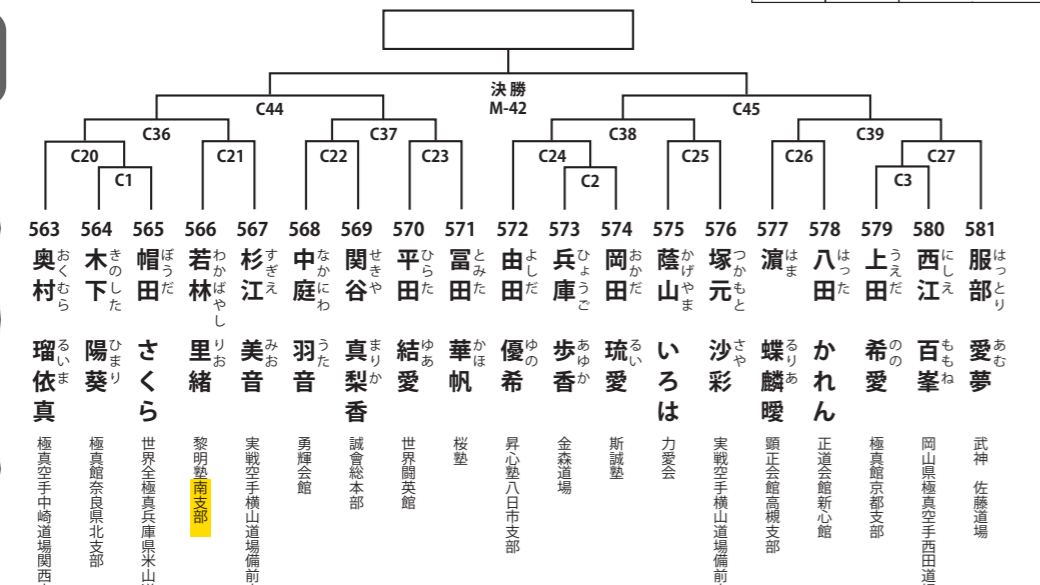 決勝
M-42
C44
C45
C36
C37
C38
C39
C20
C21
C22
C23
C24
C25
C26
C27
C1
C2
C3
563
奥村 瑠依真
おくむら るいま
極真空手中崎道場関西
564
木下 陽葵
きのした ひまり
極真館奈良県北支部
565
帽田 さくら
ぼうだ
世界全極真兵庫県米山
566
若林 里緒
わかばやし りお
黎明塾南支部
567
杉江 美音
すぎえ みお
実戦空手横山道場備前
568
中庭 羽音
なかにわ うた
勇輝会館
569
関谷 真梨香
せきや まりか
誠會総本部
570
平田 結愛
ひらた ゆあ
世界闘英館
571
冨田 華帆
とみた かほ
桜塾
572
由田 優希
よしだ ゆの
昇心塾八日市支部
573
兵庫 歩香
ひょうご あゆか
金森道場
574
岡田 琉愛
おかだ るい
斯誠塾
575
蔭山 いろは
かげやま
力愛会
576
塚元 沙彩
つかもと さや
実戦空手横山道場備前
577
濵 蝶麟曖
はま るりあ
顕正会館高槻支部
578
八田 かれん
はった
正道会館新心館
579
上田 希愛
うえだ のの
極真館京都支部
580
西江 百峯
にしえ ももね
岡山県極真空手西田道
581
服部 愛夢
はっとり あむ
武神 佐藤道場